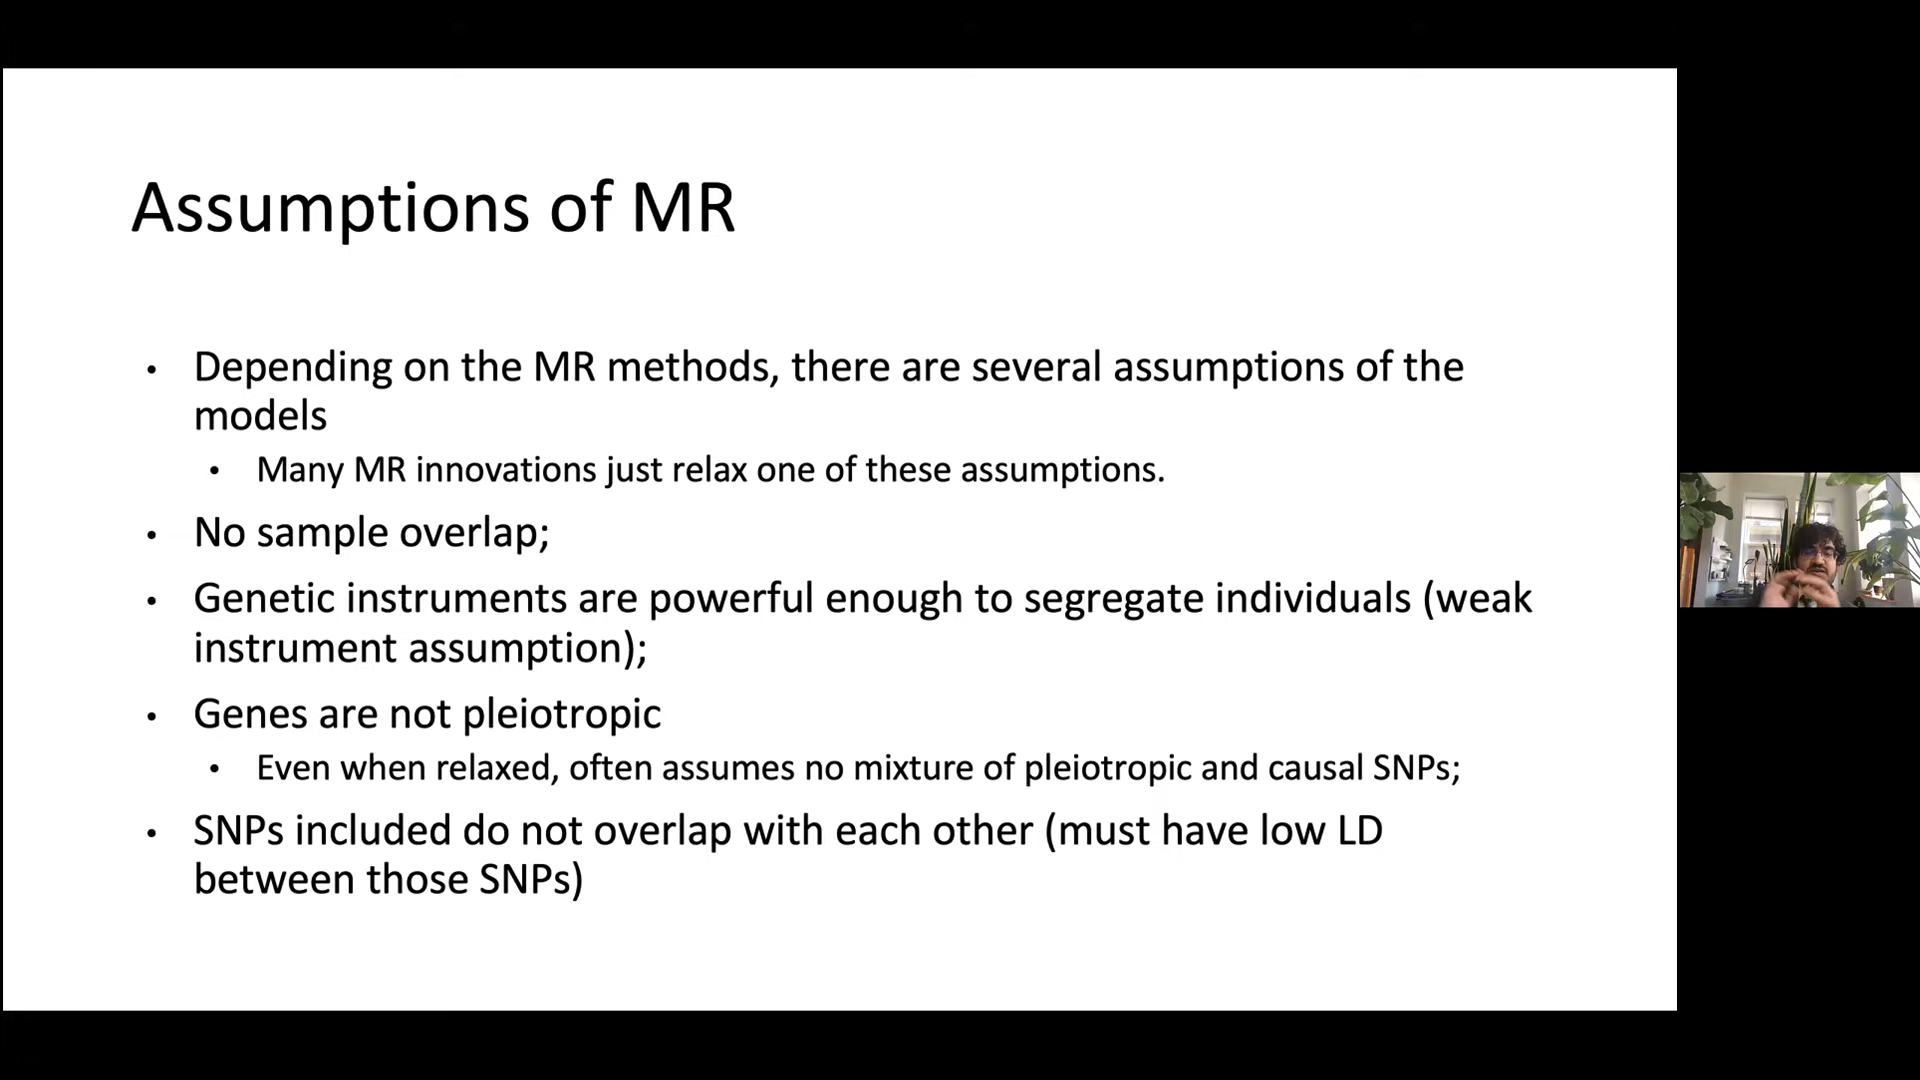 Assumptions of MR
• Depending on the MR methods, there are several assumptions of the
models
• Many MR innovations just relax one of these assumptions.
• No sample overlap;
• Genetic instruments are powerful enough to segregate individuals (weak
instrument assumption);
• Genes are not pleiotropic
• Even when relaxed, often assumes no mixture of pleiotropic and causal SNPs;
• SNPs included do not overlap with each other (must have low LD
between those SNPs)